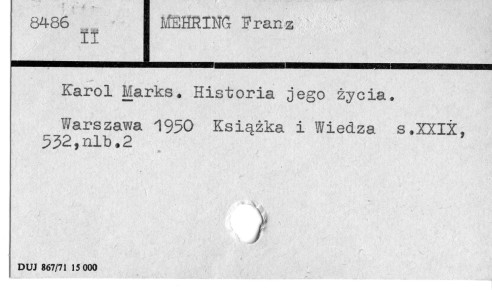 8486 MEHRING Franz
II
Karol Marks. Historia jego życia.
Warszawa 1950 Książka i Wiedza s.XXIX,
532,nlb.2
DUJ 867/71 15 000